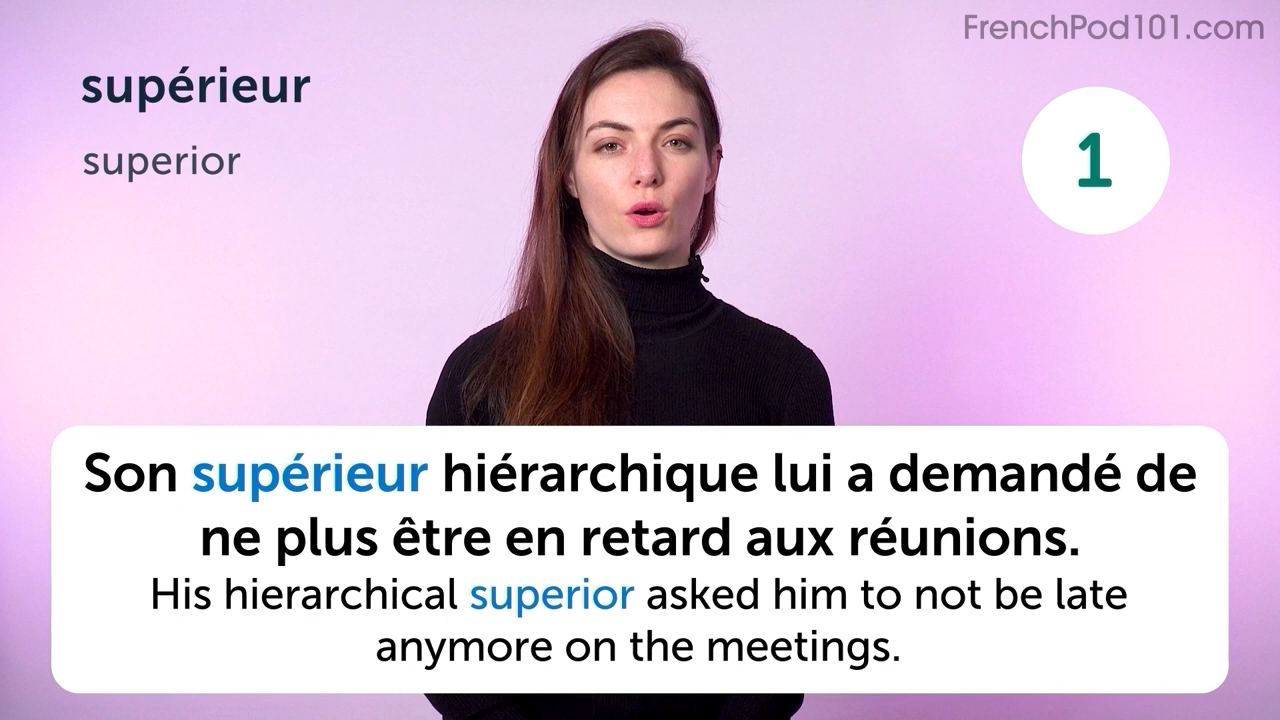 FrenchPod101.com
supérieur
superior
1
Son supérieur hiérarchique lui a demandé de
ne plus être en retard aux réunions.
His hierarchical superior asked him to not be late
anymore on the meetings.